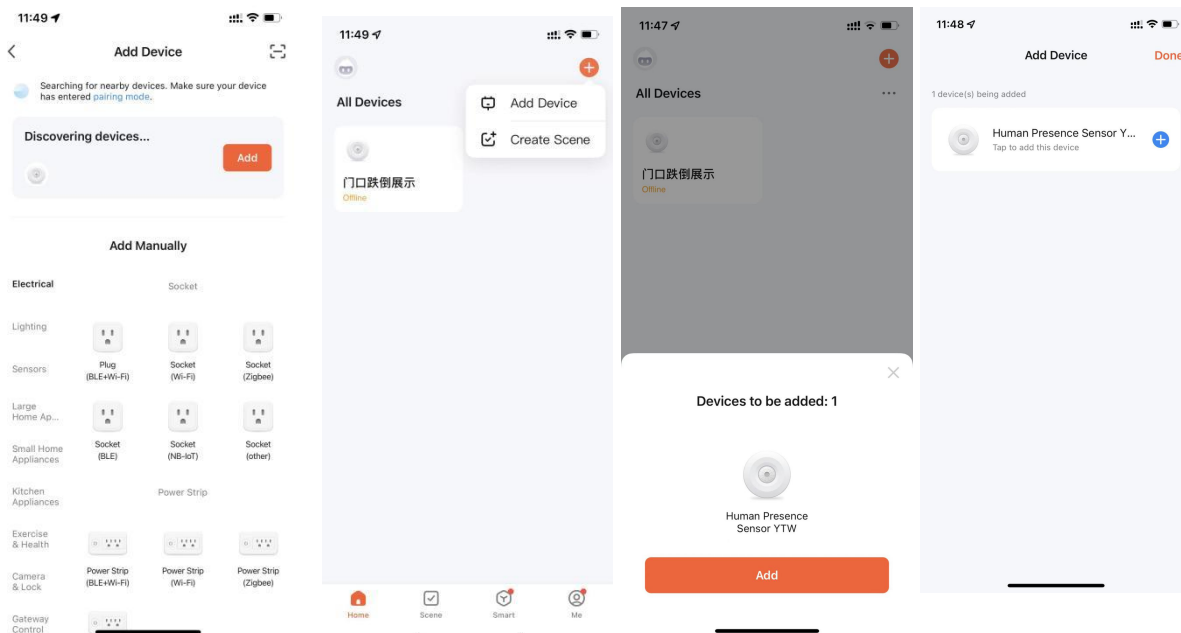 11:49
Add Device
Searching for nearby devices. Make sure your device
has entered pairing mode.
Discovering devices...
Add
Add Manually
Electrical
Socket
Lighting
Plug
(BLE+Wi-Fi)
Socket
(Wi-Fi)
Socket
(Zigbee)
Sensors
Large
Home Ap...
Socket
(BLE)
Socket
(NB-IoT)
Socket
(other)
Small Home
Appliances
Kitchen
Appliances
Power Strip
Exercise
& Health
Power Strip
(BLE+Wi-Fi)
Power Strip
(Wi-Fi)
Power Strip
(Zigbee)
Camera
& Lock
Gateway
Control
11:49
All Devices
Add Device
Create Scene
门口跌倒展示
Offline
Home
Scene
Smart
Me
11:47
All Devices
门口跌倒展示
Offline
Devices to be added: 1
Human Presence
Sensor YTW
Add
11:48
Add Device
Done
1 device(s) being added
Human Presence Sensor Y...
Tap to add this device